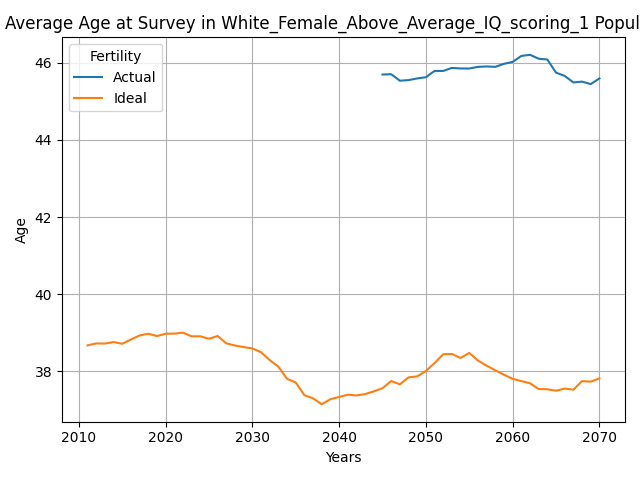 Average Age at Survey in White_Female_Above_Average_IQ_scoring_1 Popul
Fertility
Actual
Ideal
46
44
42
40
38
Age
2010 2020 2030 2040 2050 2060 2070
Years